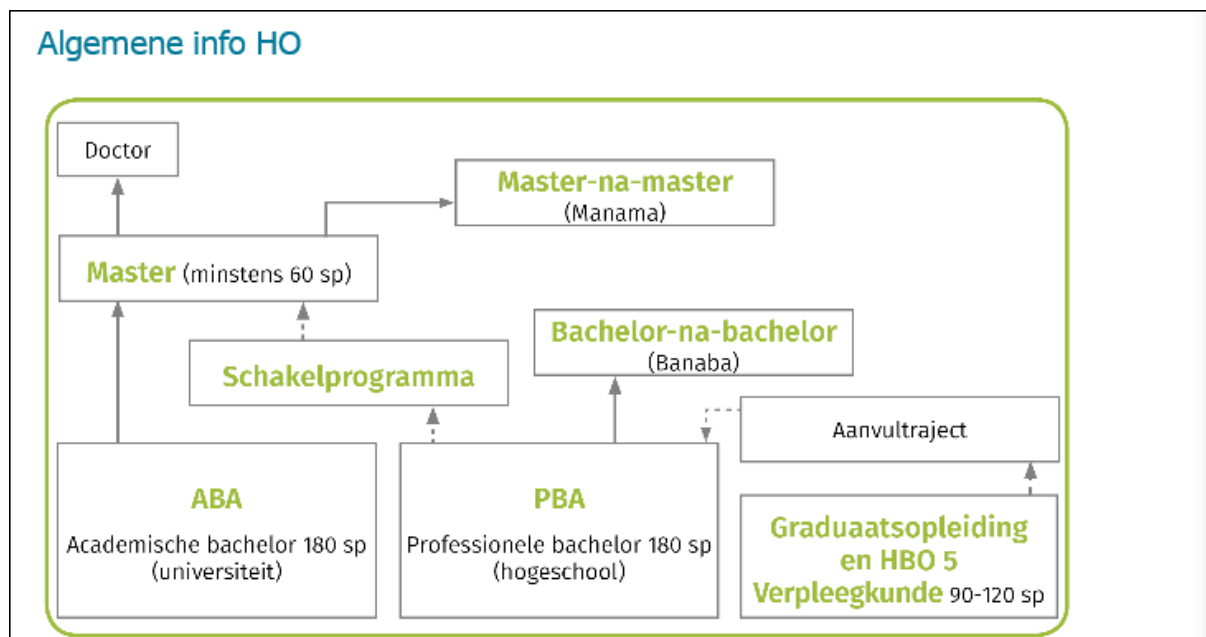 Algemene info HO
Doctor
Master-na-master
(Manama)
Master (minstens 60 sp)
Bachelor-na-bachelor
(Banaba)
Schakelprogramma
Aanvultraject
ABA
Academische bachelor 180 sp
(universiteit)
PBA
Professionele bachelor 180 sp
(hogeschool)
Graduaatsopleiding
en HBO 5
Verpleegkunde 90-120 sp